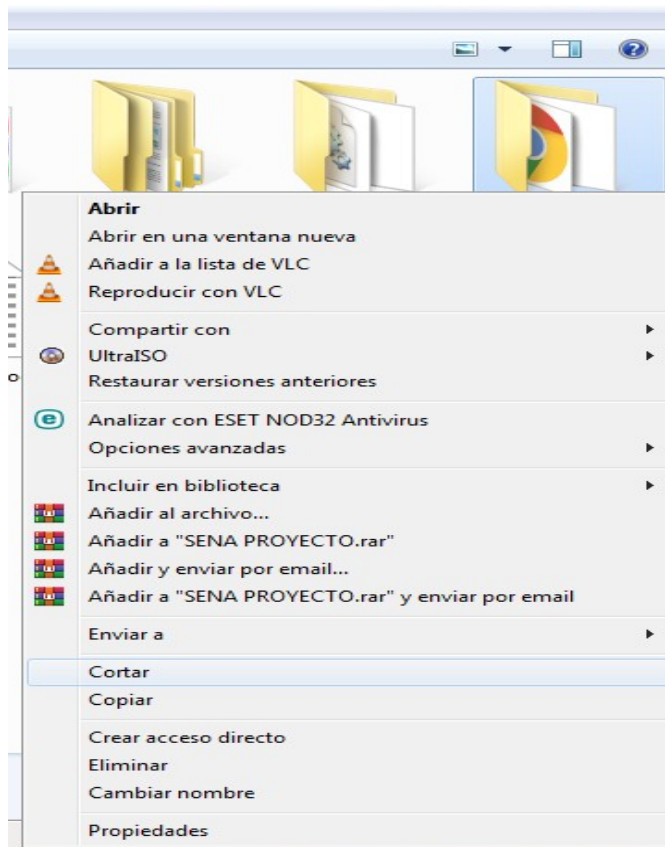 Abrir
Abrir en una ventana nueva
Añadir a la lista de VLC
Reproducir con VLC
Compartir con
UltraISO
Restaurar versiones anteriores
Analizar con ESET NOD32 Antivirus
Opciones avanzadas
Incluir en biblioteca
Añadir al archivo...
Añadir a "SENA PROYECTO.rar"
Añadir y enviar por email...
Añadir a "SENA PROYECTO.rar" y enviar por email
Enviar a
Cortar
Copiar
Crear acceso directo
Eliminar
Cambiar nombre
Propiedades